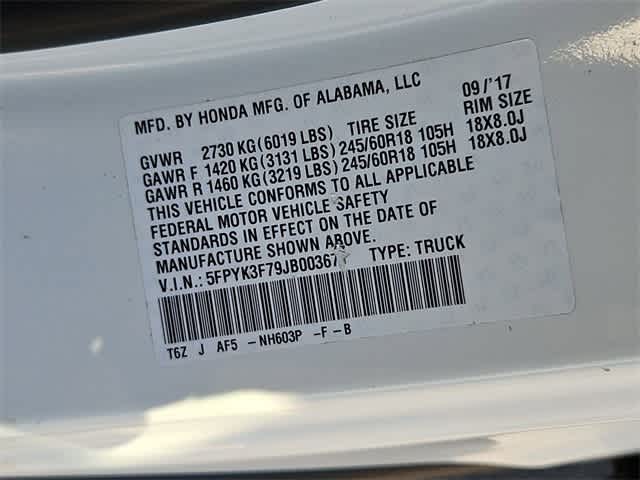 MFD. BY HONDA MFG. OF ALABAMA, LLC 09/'17
GVWR 2730 KG(6019 LBS) TIRE SIZE RIM SIZE
GAWR F 1420 KG(3131 LBS) 245/60R18 105H 18X8.0J
GAWR R 1460 KG(3219 LBS) 245/60R18 105H 18X8.0J
THIS VEHICLE CONFORMS TO ALL APPLICABLE
FEDERAL MOTOR VEHICLE SAFETY
STANDARDS IN EFFECT ON THE DATE OF
MANUFACTURE SHOWN ABOVE.
V.I.N.: TYPE: TRUCK
T6Z J AF5 -NH603P -F-B